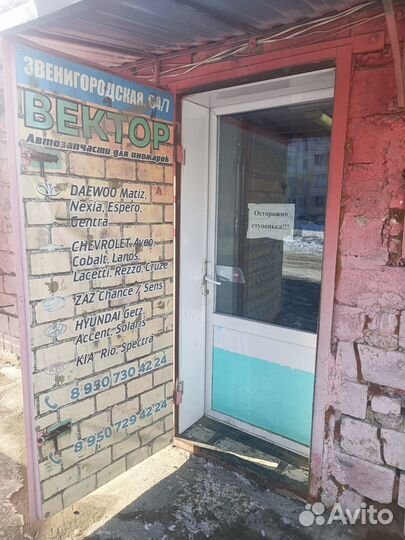 ЗВЕНИГОРОДСКАЯ, 64/7
ВЕКТОР
Автозапчасти для иномарок
DAEWOO Matiz,
Nexia, Espero,
Gentra
CHEVROLET Aveo,
Cobalt, Lanos,
Lacetti, Rezzo, Cruze
ZAZ Chance / Sens
HYUNDAI Getz,
Accent, Solaris
KIA Rio, Spectra
8 950 730 42 24
8 950 729 42 24
Осторожно
ступенька!!!
Avito